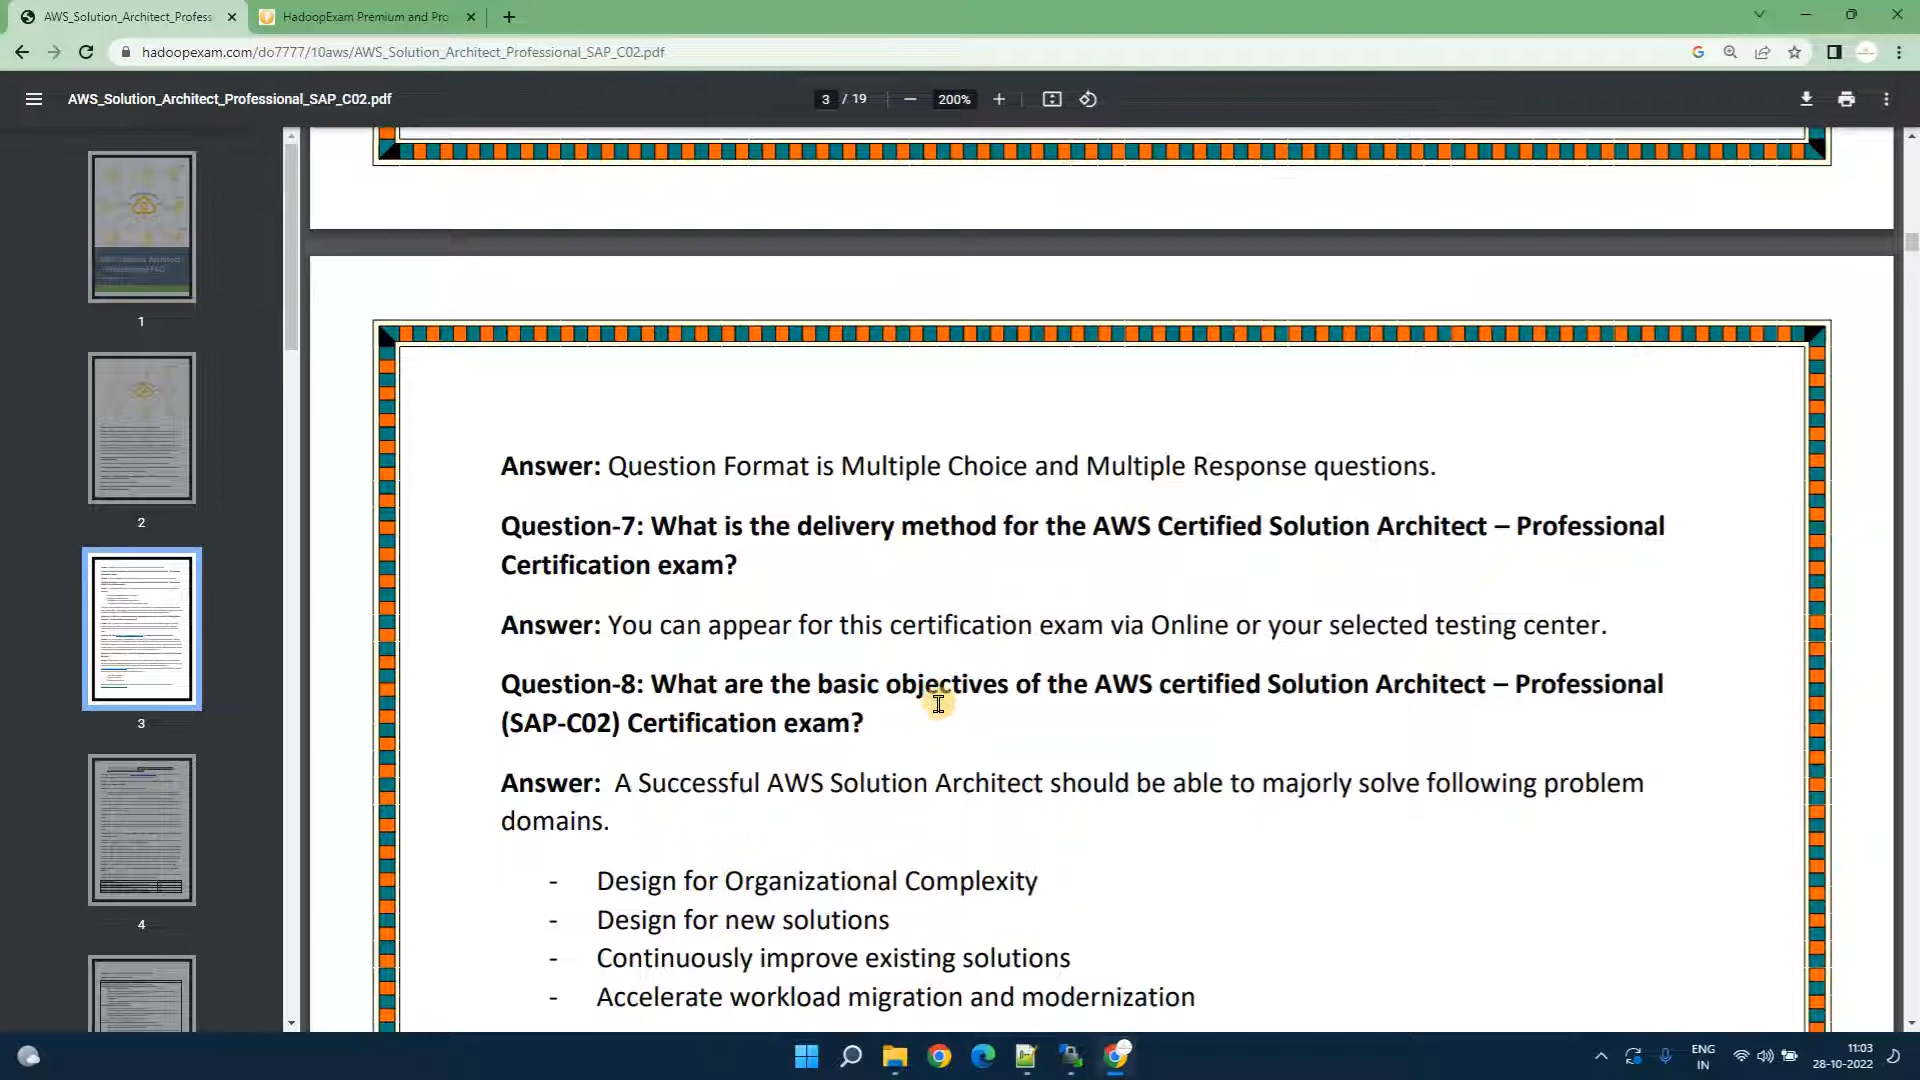 AWS_Solution_Architect_Profess
HadoopExam Premium and Pro
hadoopexam.com/do7777/10aws/AWS_Solution_Architect_Professional_SAP_C02.pdf
AWS_Solution_Architect_Professional_SAP_C02.pdf
3 / 19
200%
1
2
3
4
Answer: Question Format is Multiple Choice and Multiple Response questions.
Question-7: What is the delivery method for the AWS Certified Solution Architect – Professional
Certification exam?
Answer: You can appear for this certification exam via Online or your selected testing center.
Question-8: What are the basic objectives of the AWS certified Solution Architect – Professional
(SAP-C02) Certification exam?
Answer: A Successful AWS Solution Architect should be able to majorly solve following problem
domains.
- Design for Organizational Complexity
- Design for new solutions
- Continuously improve existing solutions
- Accelerate workload migration and modernization
ENG
IN
11:03
28-10-2022